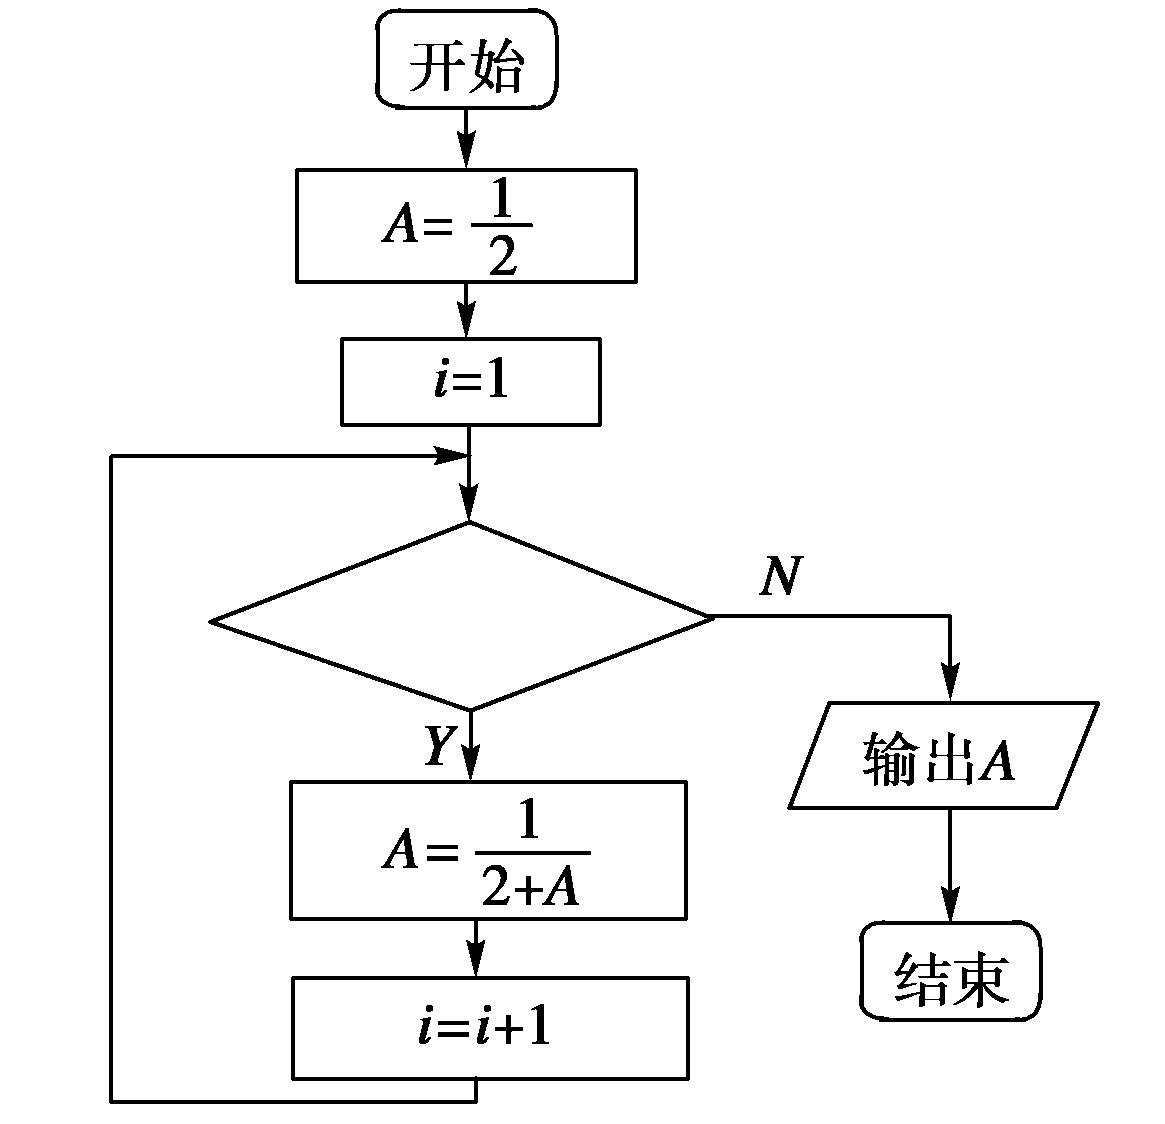 开始
A=1/2
i=1
N
Y
输出A
A=1/(2+A)
结束
i=i+1